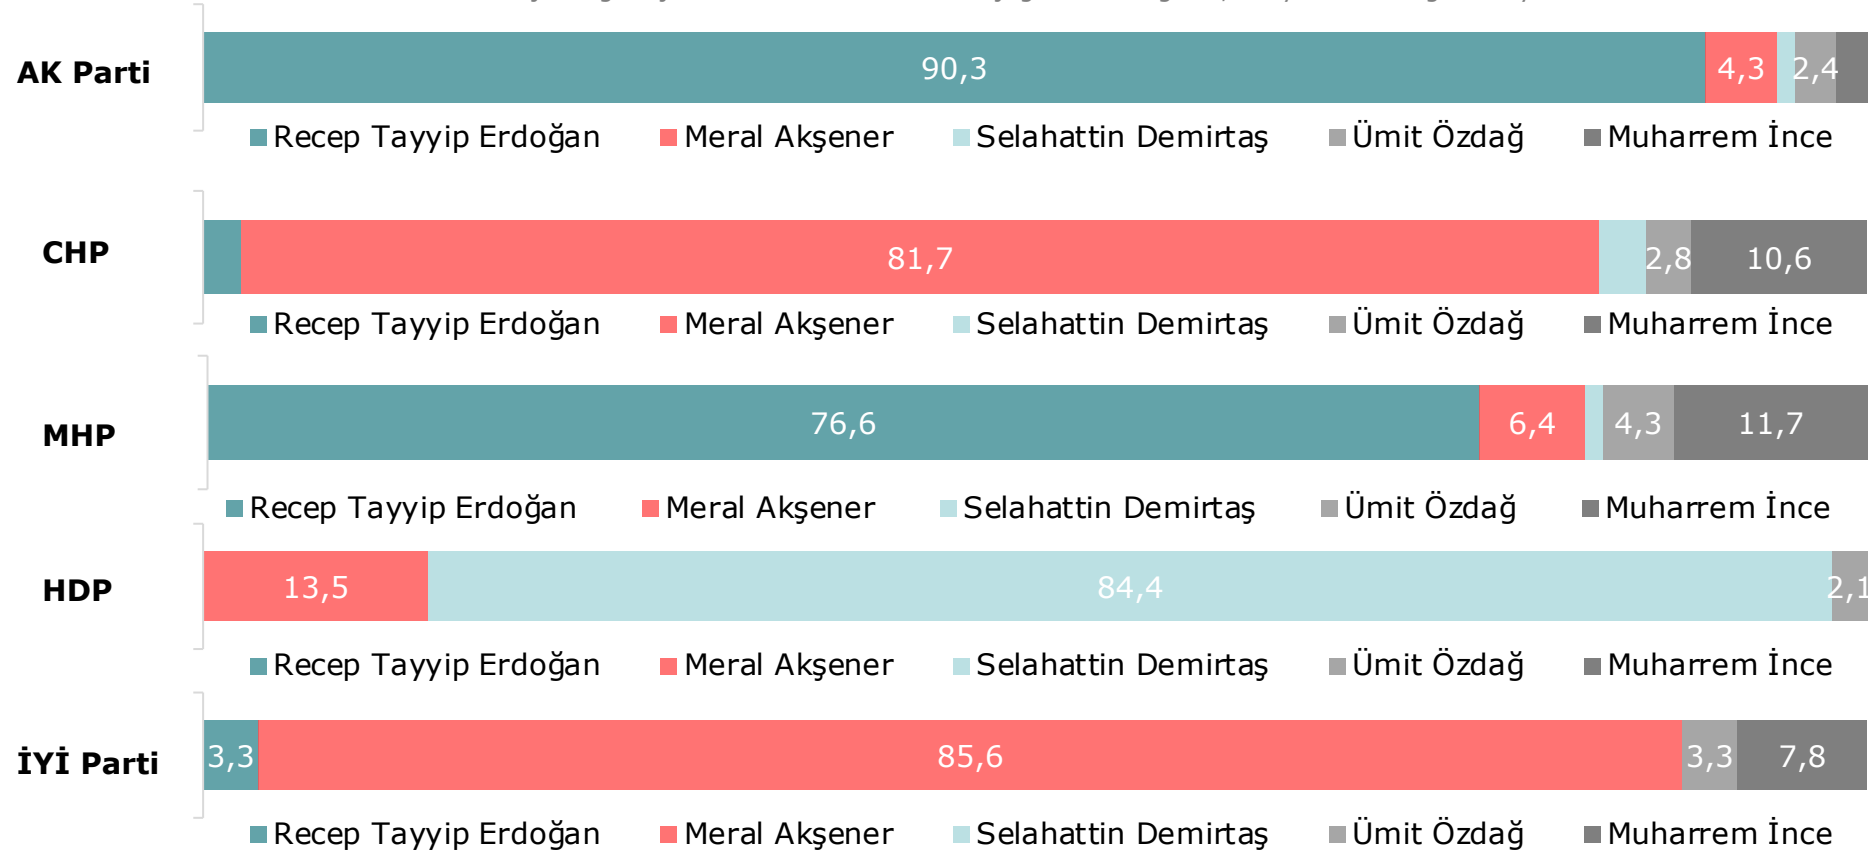 AK Parti
90,3 4,3 2,4
Recep Tayyip Erdoğan Meral Akşener Selahattin Demirtaş Ümit Özdağ Muharrem İnce
CHP
81,7 2,8 10,6
Recep Tayyip Erdoğan Meral Akşener Selahattin Demirtaş Ümit Özdağ Muharrem İnce
MHP
76,6 6,4 4,3 11,7
Recep Tayyip Erdoğan Meral Akşener Selahattin Demirtaş Ümit Özdağ Muharrem İnce
HDP
13,5 84,4 2,1
Recep Tayyip Erdoğan Meral Akşener Selahattin Demirtaş Ümit Özdağ Muharrem İnce
İYİ Parti
3,3 85,6 3,3 7,8
Recep Tayyip Erdoğan Meral Akşener Selahattin Demirtaş Ümit Özdağ Muharrem İnce